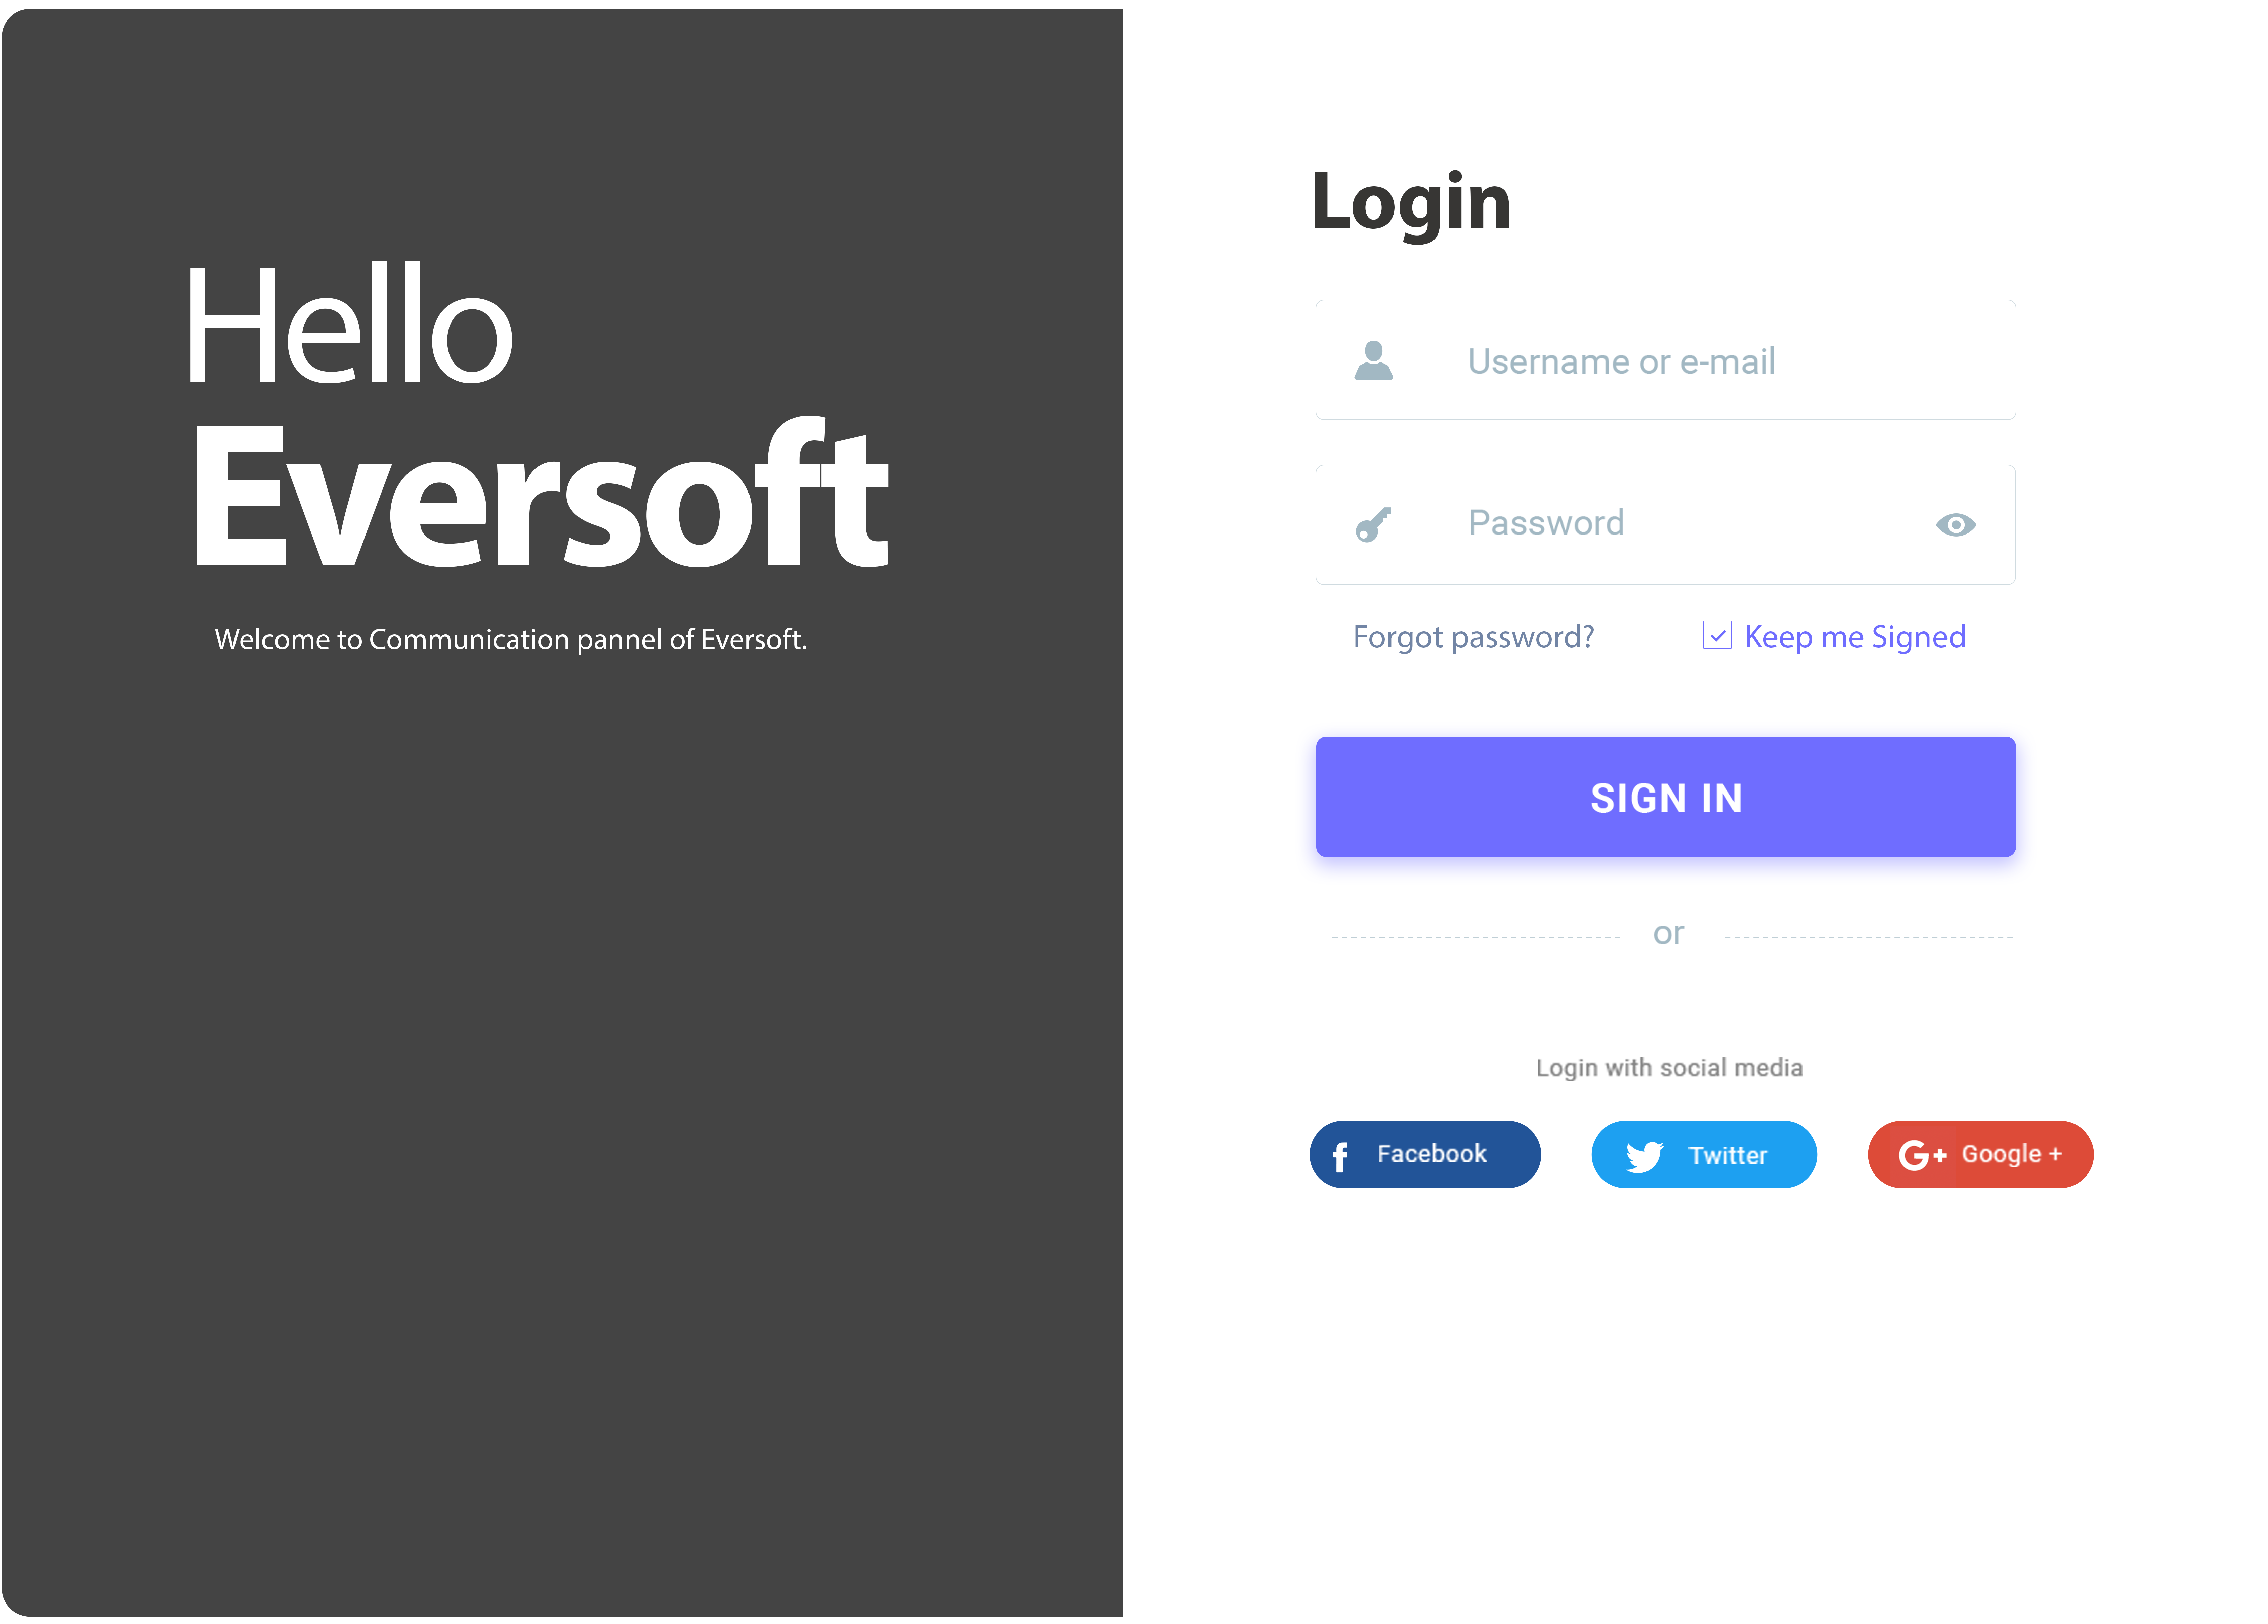 Hello
Eversoft
Welcome to Communication pannel of Eversoft.
Login
Username or e-mail
Password
Forgot password?
Keep me Signed
SIGN IN
or
Login with social media
Facebook
Twitter
G+ Google +